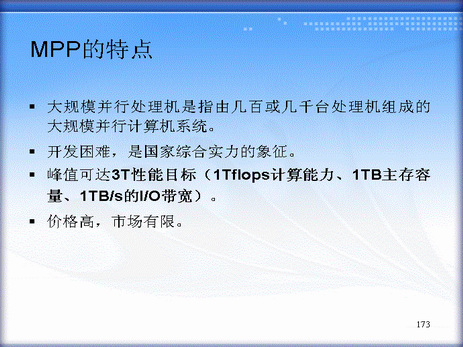 MPP的特点
▪ 大规模并行处理机是指由几百或几千台处理机组成的
大规模并行计算机系统。
▪ 开发困难，是国家综合实力的象征。
▪ 峰值可达3T性能目标（1Tflops计算能力、1TB主存容
量、1TB/s的I/O带宽）。
▪ 价格高，市场有限。
173